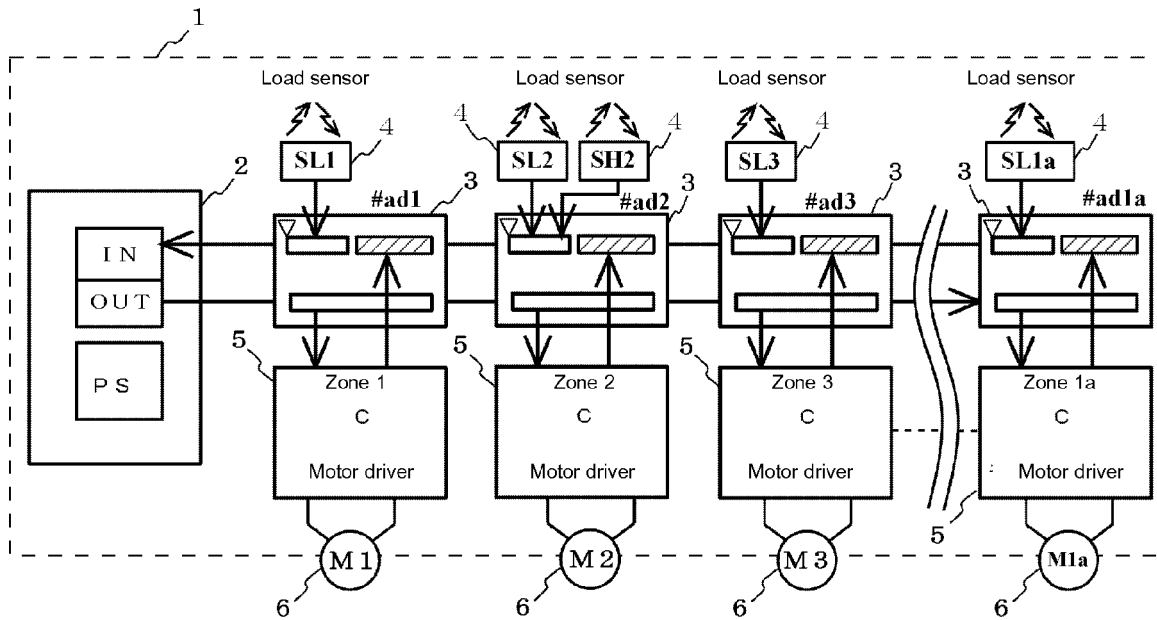 1
Load sensor Load sensor Load sensor Load sensor
4 4 4 4
SL1 SL2 SH2 SL3 SL1a
2 3 3 3 3
#ad1 #ad2 #ad3 #ad1a
IN
OUT
PS
5 5 5
Zone 1 Zone 2 Zone 3 Zone 1a
C C C C
Motor driver Motor driver Motor driver Motor driver
5
M1 M2 M3 M1a
6 6 6 6